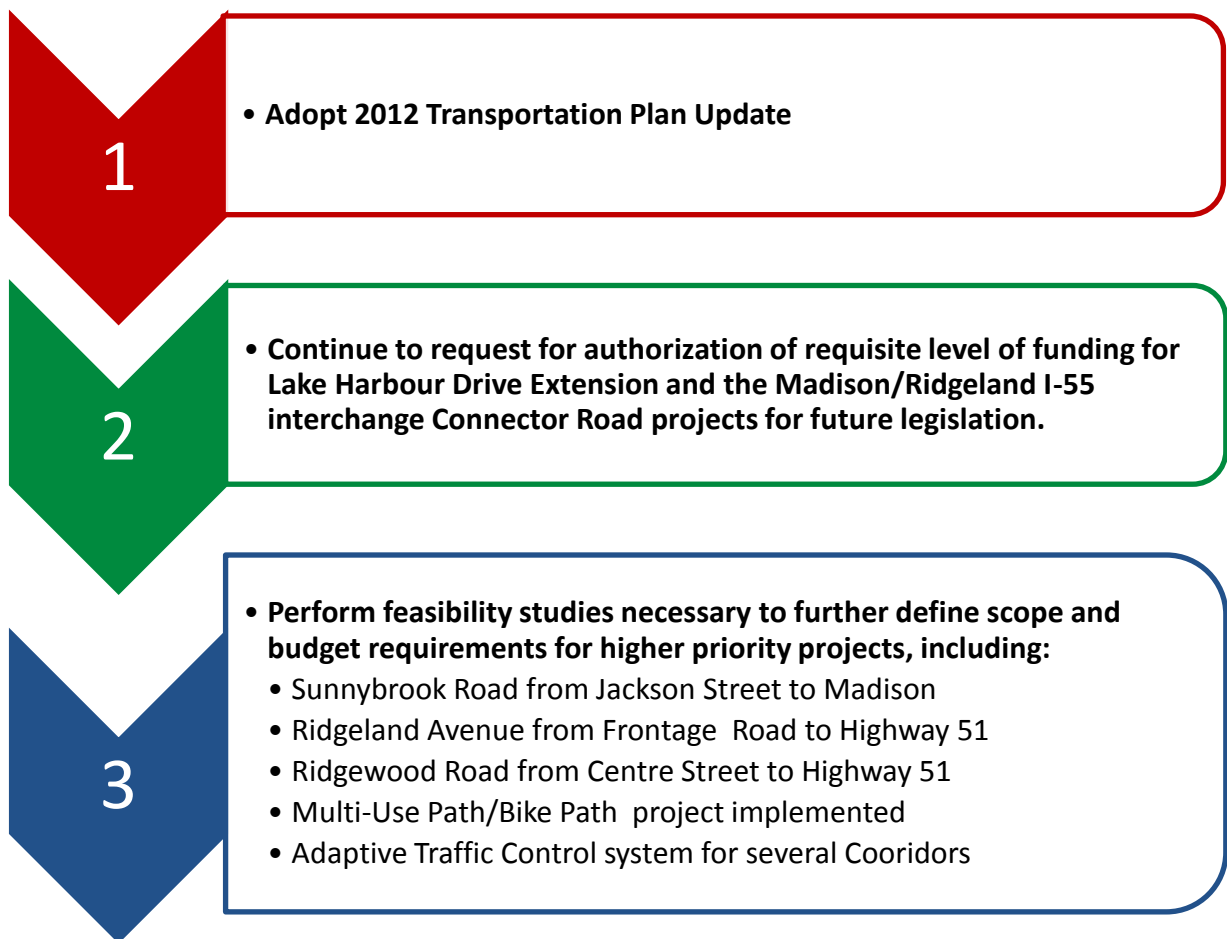 1
• Adopt 2012 Transportation Plan Update
2
• Continue to request for authorization of requisite level of funding for
Lake Harbour Drive Extension and the Madison/Ridgeland I-55
interchange Connector Road projects for future legislation.
3
• Perform feasibility studies necessary to further define scope and
budget requirements for higher priority projects, including:
• Sunnybrook Road from Jackson Street to Madison
• Ridgeland Avenue from Frontage Road to Highway 51
• Ridgewood Road from Centre Street to Highway 51
• Multi-Use Path/Bike Path project implemented
• Adaptive Traffic Control system for several Cooridors